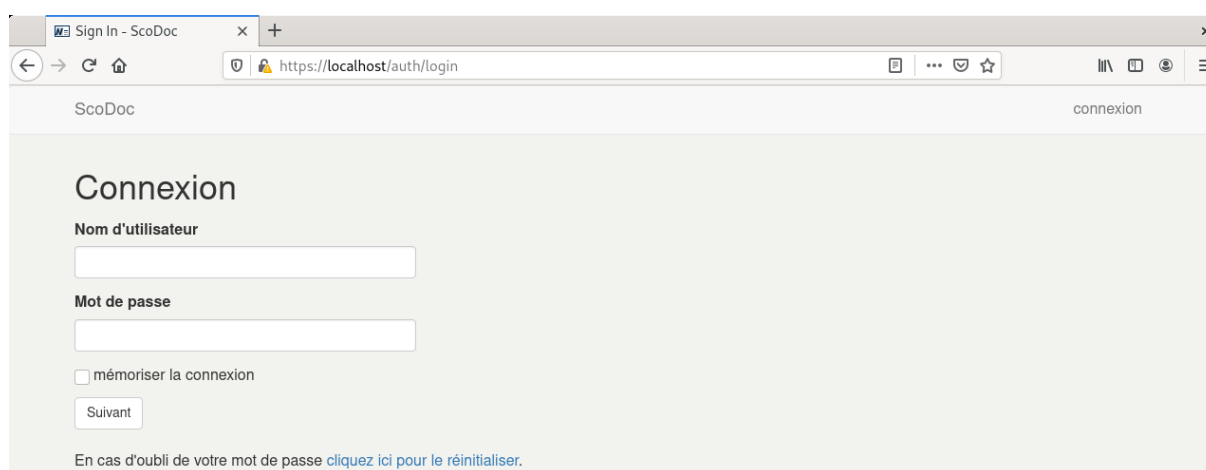 Sign In - ScoDoc
https://localhost/auth/login
ScoDoc connexion
Connexion
Nom d'utilisateur
Mot de passe
mémoriser la connexion
Suivant
En cas d'oubli de votre mot de passe cliquez ici pour le réinitialiser.